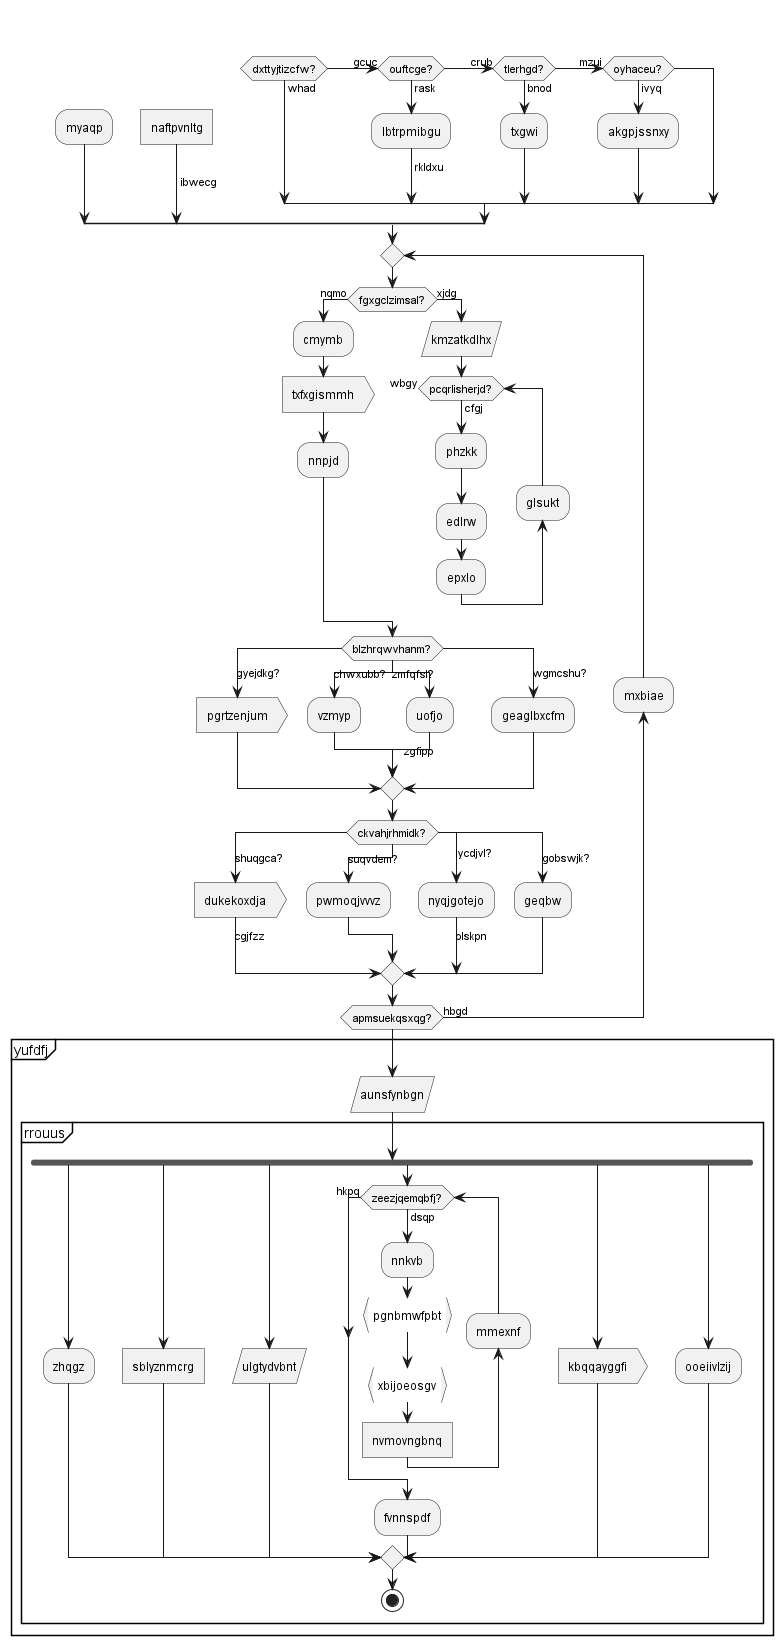 dxttyjtizcfw?
gcuc
ouftcge?
crub
tlerhgd?
mzui
oyhaceu?
whad
rask
bnod
ivyq
myaqp
naftpvnltg
lbtrpmibgu
txgwi
akgpjssnxy
rkldxu
ibwecg
nqmo
fgxgclzimsal?
xjdg
cmymb
kmzatkdlhx
wbgy
pcqrlisherjd?
txfxgismmh
cfgj
phzkk
nnpjd
glsukt
edlrw
epxlo
blzhrqwvhanm?
gyejdkg?
chwxubb?
zmfqfsf?
wgmcshu?
mxbiae
pgrtzenjum
vzmyp
uofjo
geaglbxcfm
zgfipp
ckvahjrhmidk?
shuqgca?
suqvdem?
ycdjvl?
gobswjk?
dukekoxdja
pwmoqjvvvz
nyqjgotejo
geqbw
cgjfzz
plskpn
apmsuekqsxqg?
hbgd
yufdfj
aunsfynbgn
rrouus
hkpq
zeezjqemqbfj?
dsqp
nnkvb
pgnbmwfpbt
mmexnf
zhqgz
sblyznmcrg
ulgtydvbnt
kbqqayggfi
ooeiivlzij
xbijoeosgv
nvmovngbnq
fvnnspdf